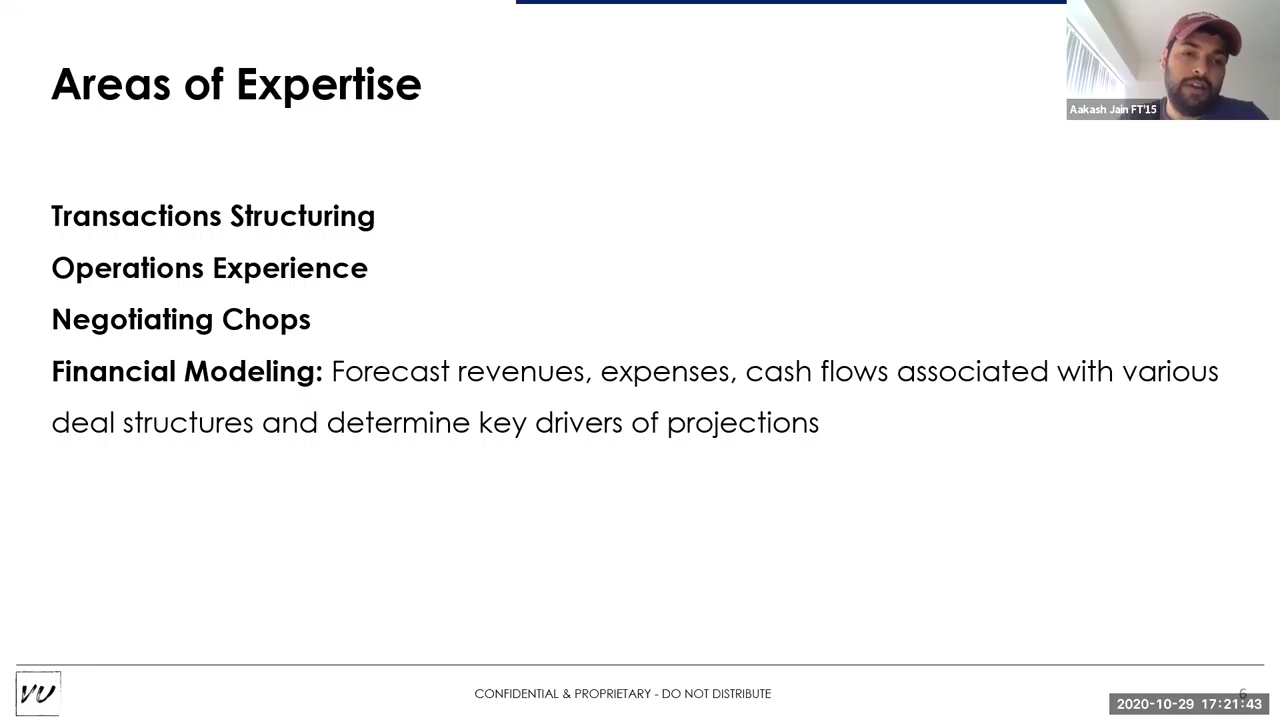 Areas of Expertise
Aakash Jain FT'15
Transactions Structuring
Operations Experience
Negotiating Chops
Financial Modeling: Forecast revenues, expenses, cash flows associated with various
deal structures and determine key drivers of projections
VU
CONFIDENTIAL & PROPRIETARY - DO NOT DISTRIBUTE
6
2020-10-29 17:21:43